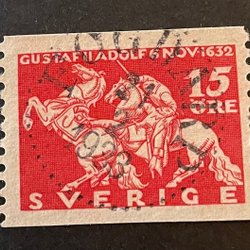 GUSTAF II ADOLF 6 NOV. 1632
15
ÖRE
SVERIGE